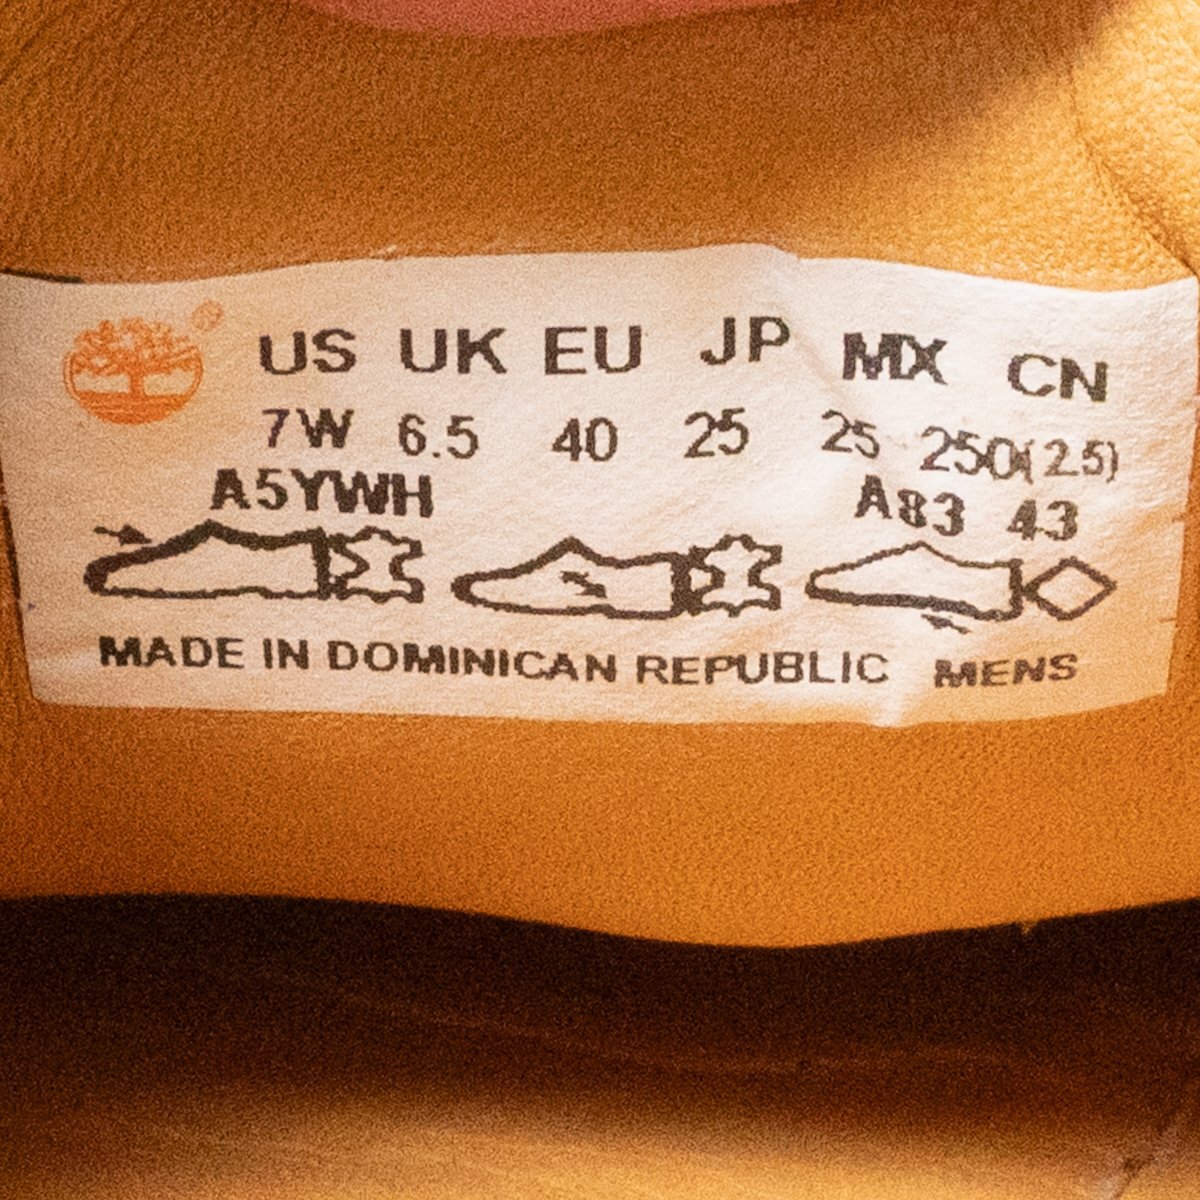 US UK EU JP MX CN
7W 6.5 40 25 25 250(2.5)
A5YWH A83 43
MADE IN DOMINICAN REPUBLIC MENS